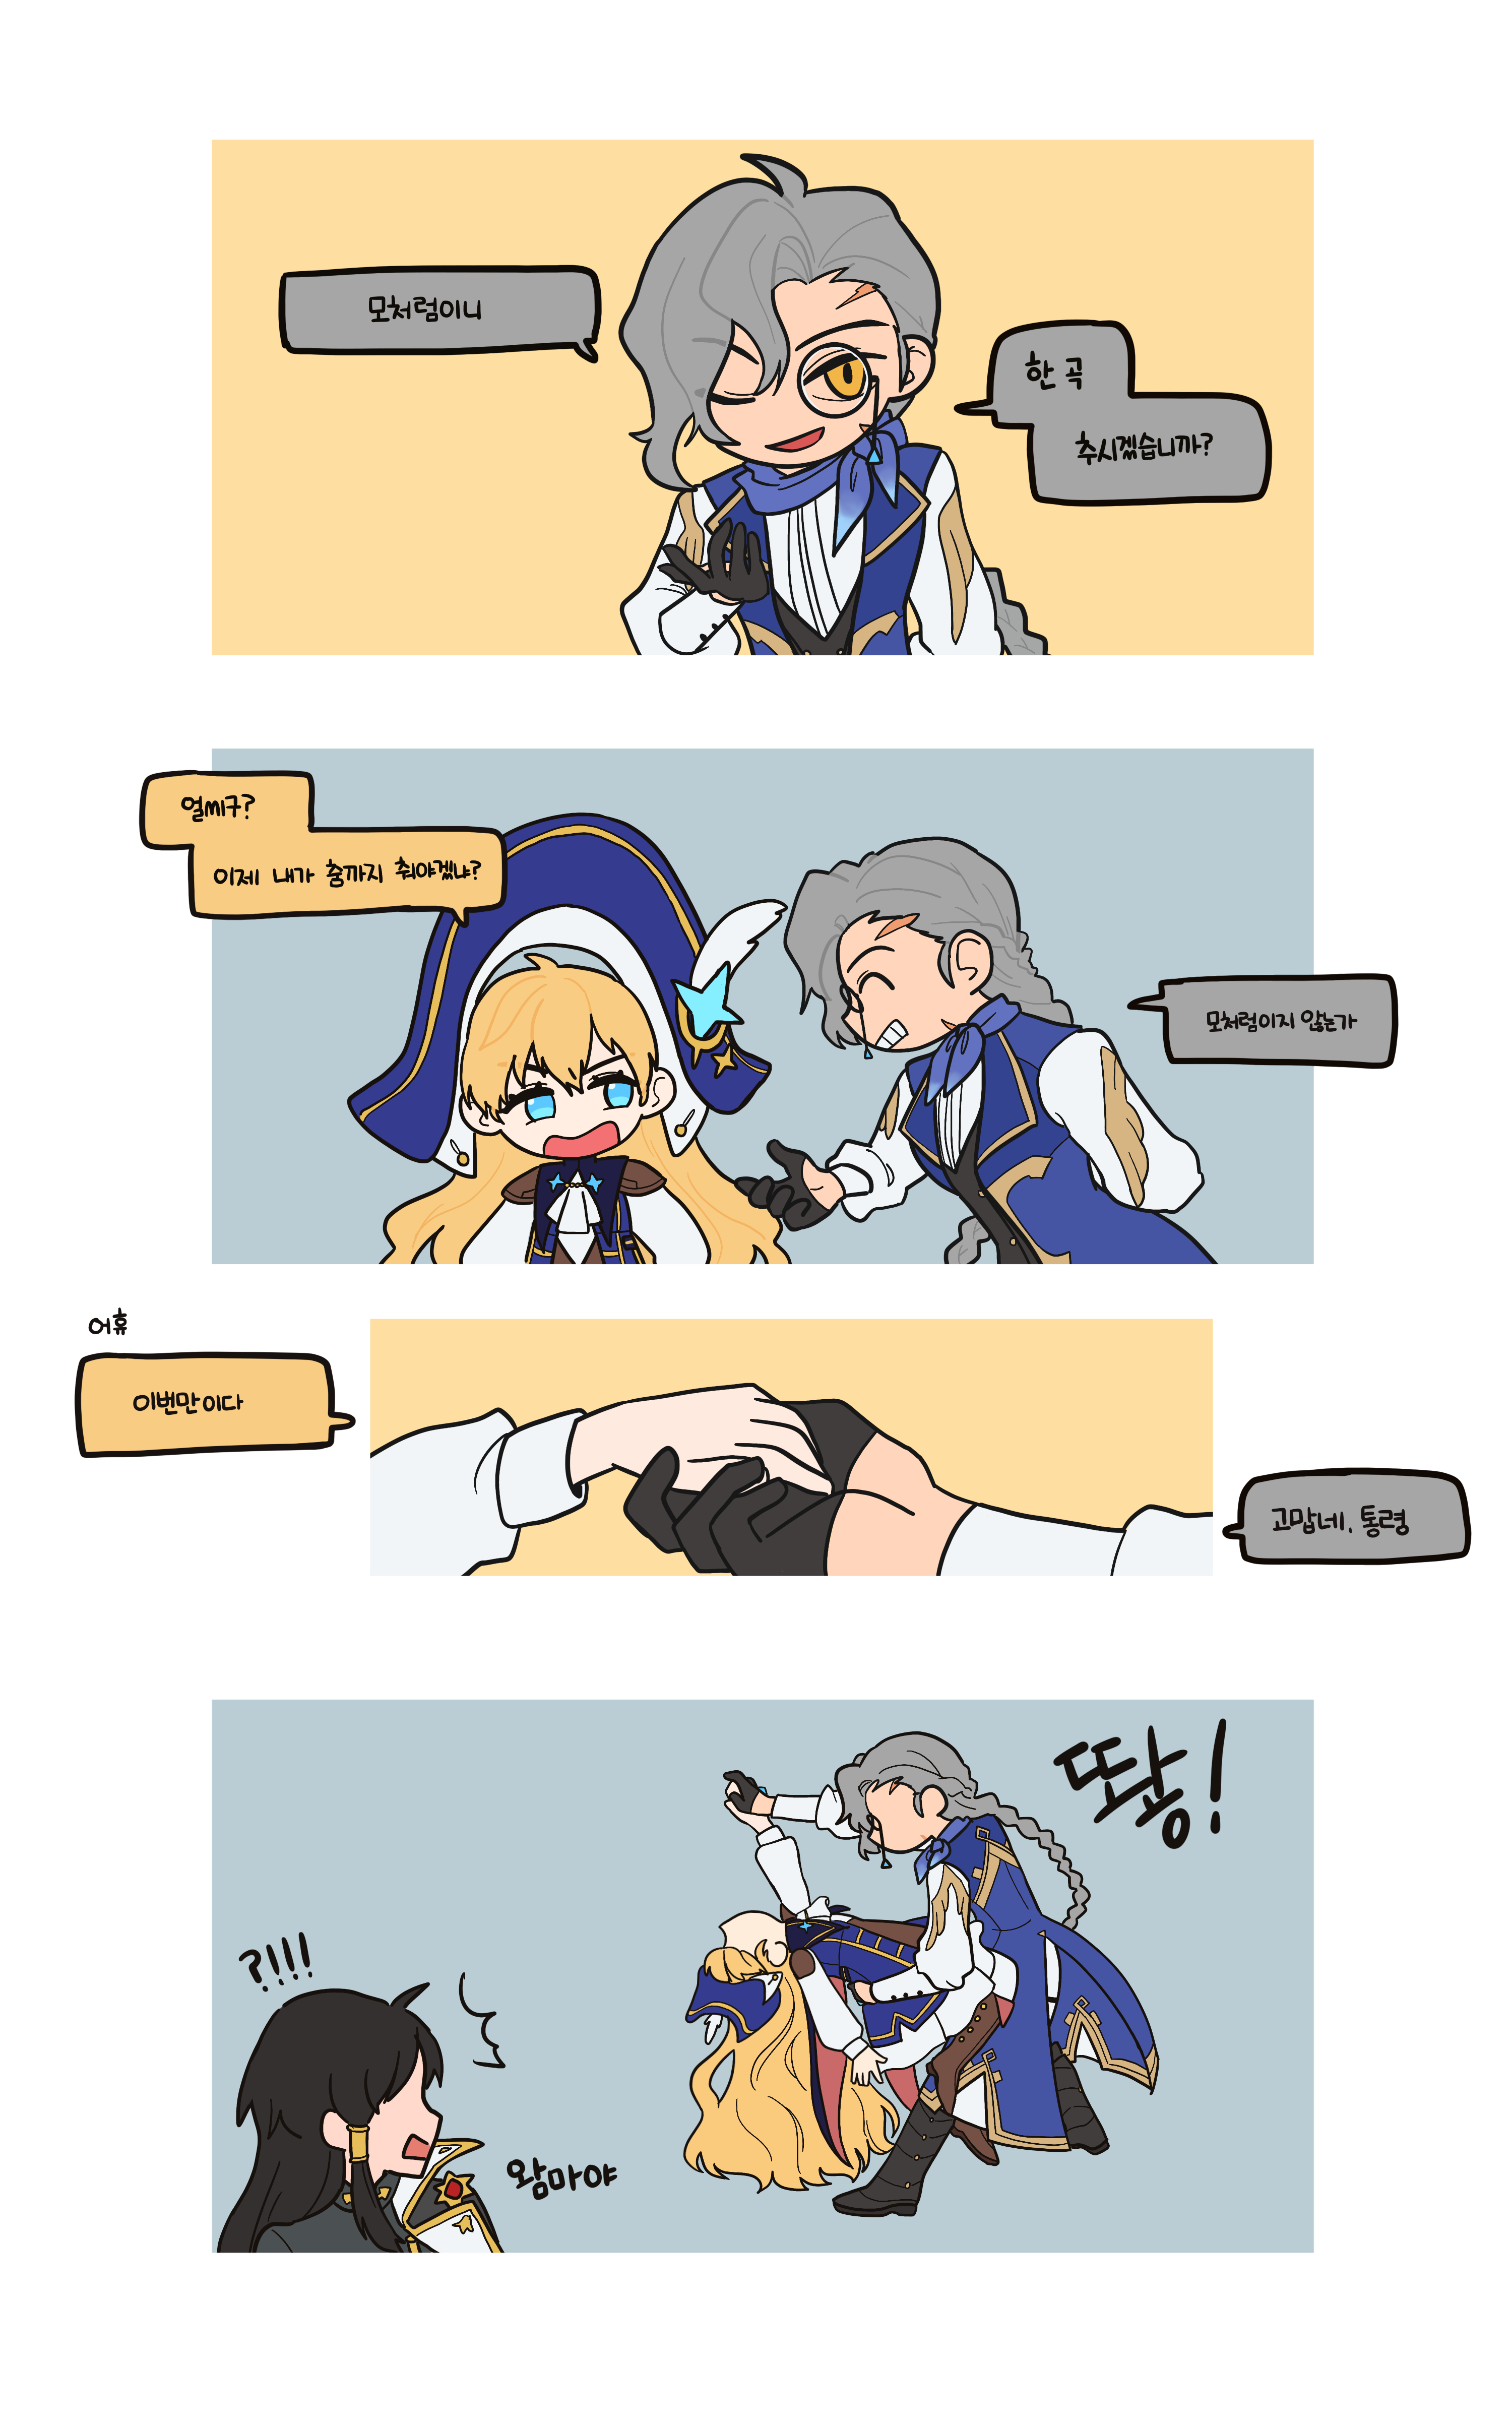 모처럼이니
한 곡
추시겠습니까?
얼씨구?
이제 내가 춤까지 춰야겠냐?
모처럼이지 않는가
어휴
이번만이다
고맙네, 통령
똬앟!
?!!!
왐마야